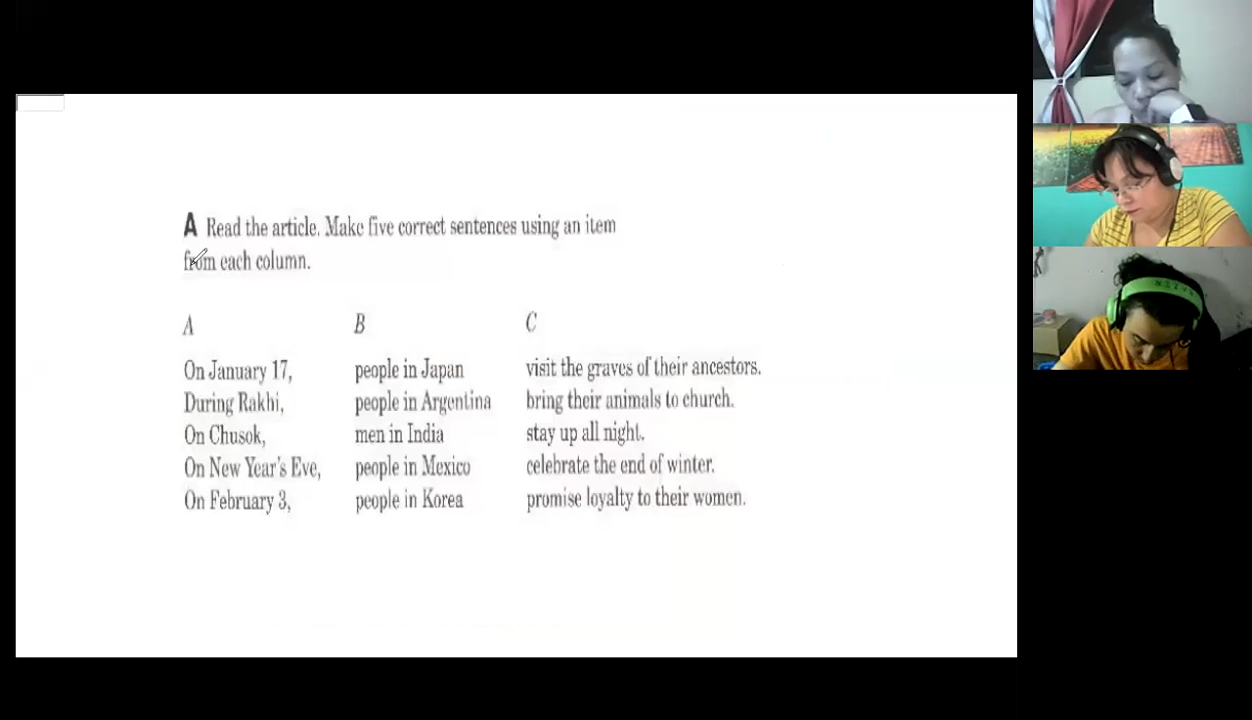 A Read the article. Make five correct sentences using an item
from each column.
A B C
On January 17, people in Japan visit the graves of their ancestors.
During Rakhi, people in Argentina bring their animals to church.
On Chusok, men in India stay up all night.
On New Year's Eve, people in Mexico celebrate the end of winter.
On February 3, people in Korea promise loyalty to their women.